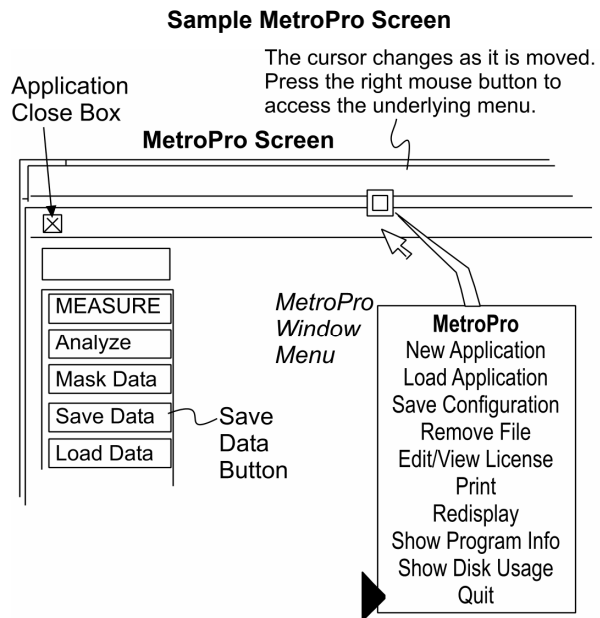 Sample MetroPro Screen
The cursor changes as it is moved.
Press the right mouse button to
access the underlying menu.
Application
Close Box
MetroPro Screen
MEASURE
Analyze
Mask Data
Save Data
Load Data
Save
Data
Button
MetroPro
Window
Menu
MetroPro
New Application
Load Application
Save Configuration
Remove File
Edit/View License
Print
Redisplay
Show Program Info
Show Disk Usage
Quit